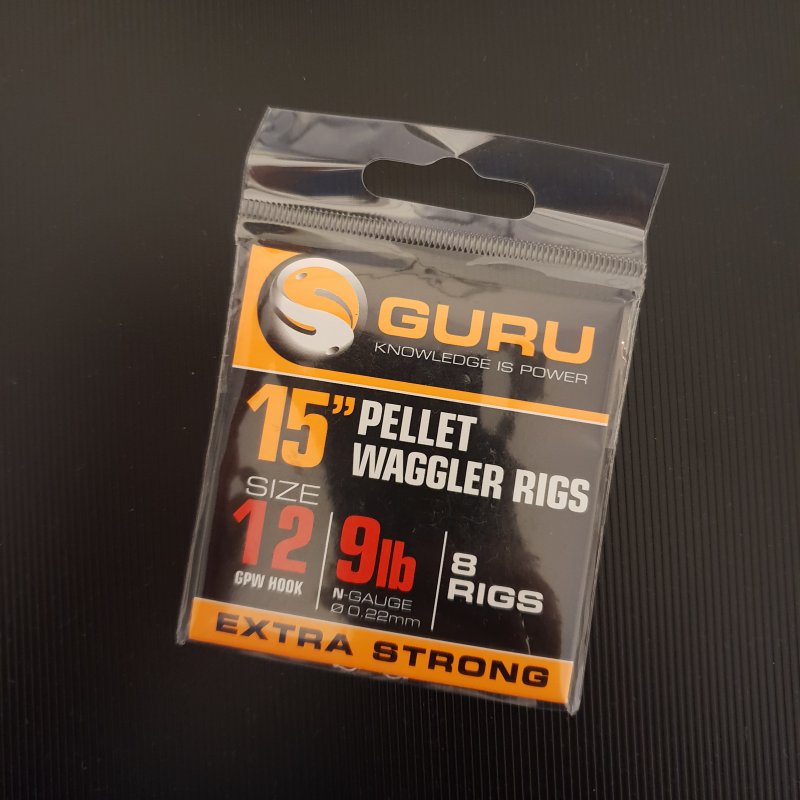 GURU
KNOWLEDGE IS POWER
15” PELLET
WAGGLER RIGS
SIZE
12
GPW HOOK
9lb
N-GAUGE
Ø 0.22mm
8
RIGS
EXTRA STRONG